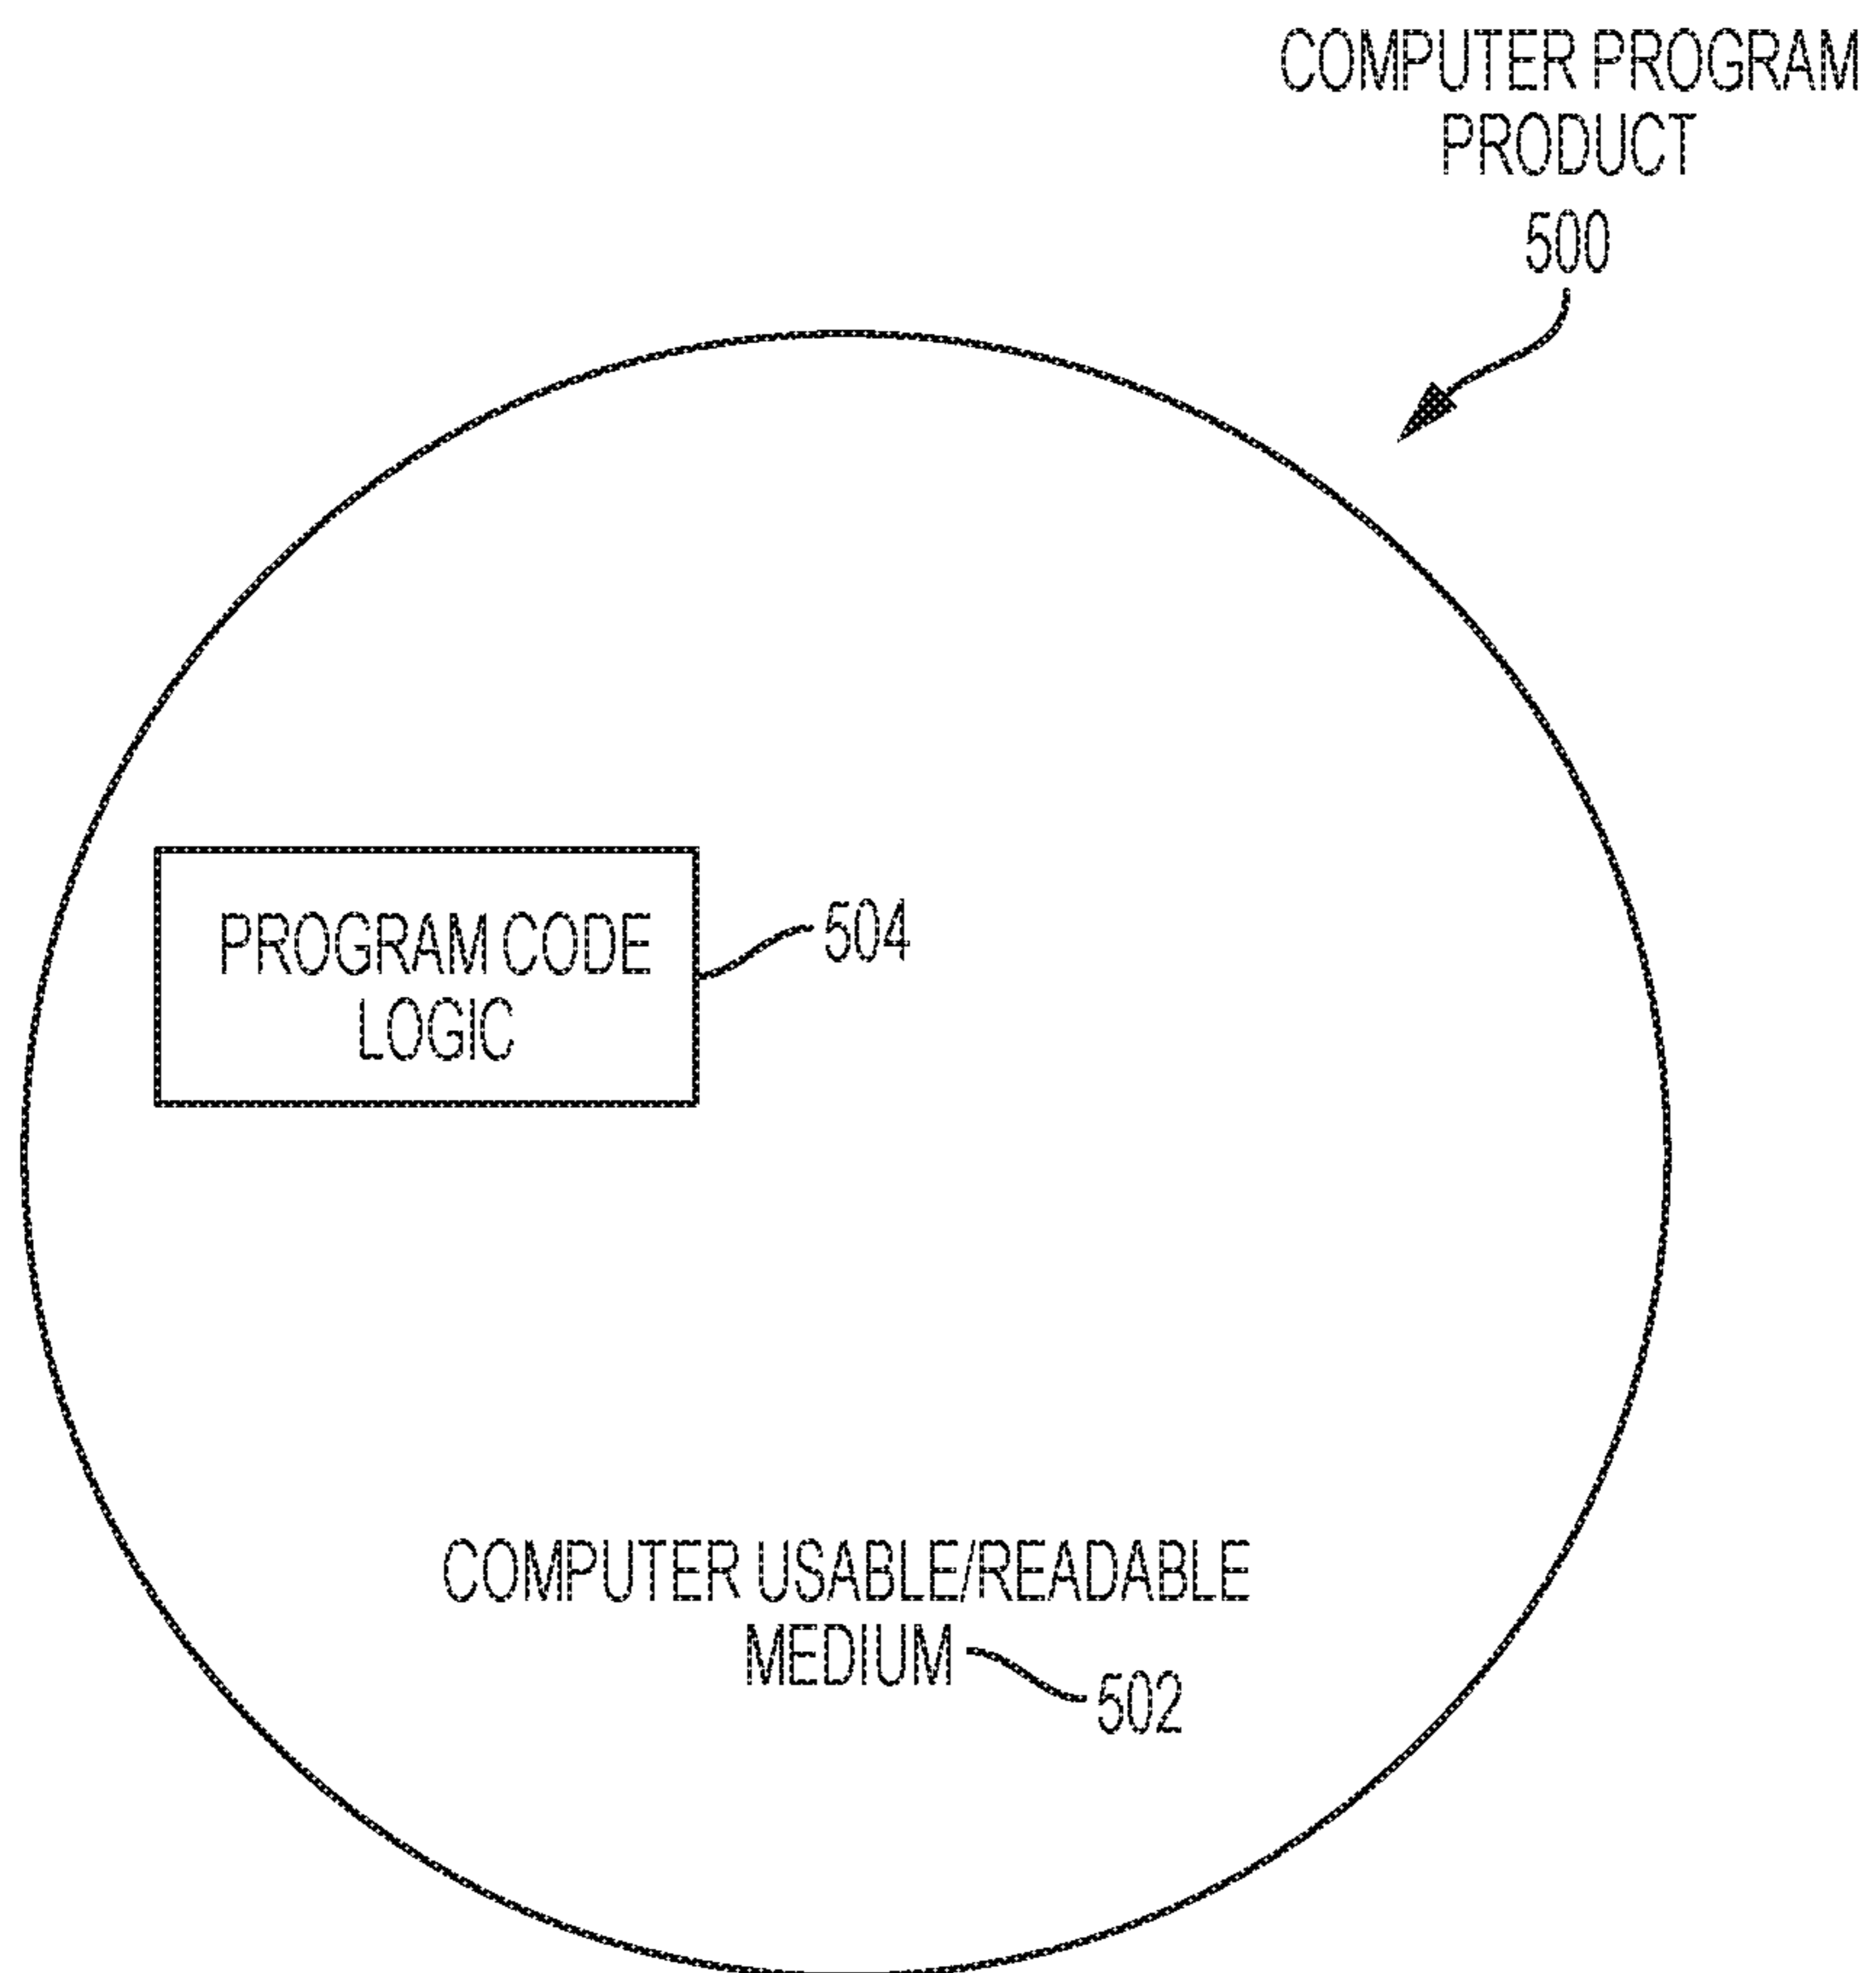 COMPUTER PROGRAM
PRODUCT
500
PROGRAM CODE
LOGIC
504
COMPUTER USABLE/READABLE
MEDIUM
502